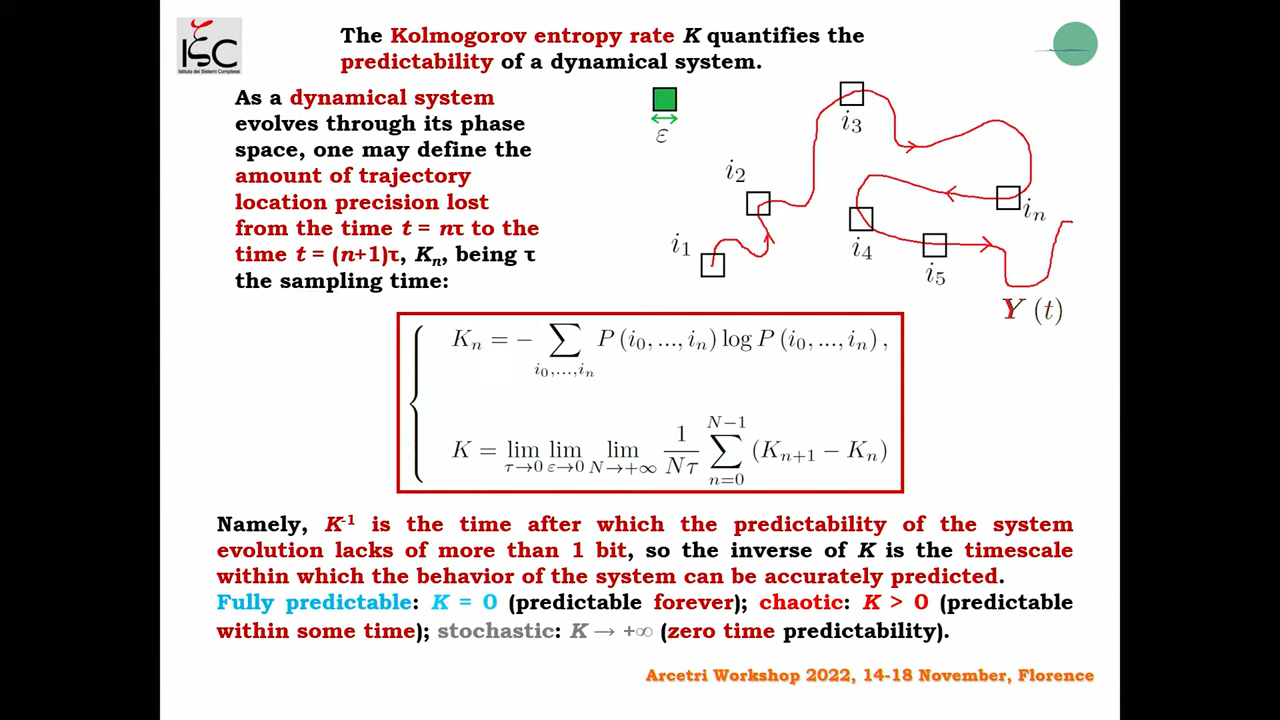 ISC
Istituto dei Sistemi Complessi
The Kolmogorov entropy rate K quantifies the
predictability of a dynamical system.
As a dynamical system
evolves through its phase
space, one may define the
amount of trajectory
location precision lost
from the time t = nτ to the
time t = (n+1)τ, Kₙ, being τ
the sampling time:
ε
i₁
i₂
i₃
i₄
i₅
iₙ
Y (t)
Kₙ = − ∑ P (i₀, ..., iₙ) log P (i₀, ..., iₙ) ,
i₀,...,iₙ
K = lim τ→0 lim ε→0 lim N→+∞ 1/Nτ ∑ n=0 N−1 (Kₙ₊₁ − Kₙ)
Namely, K⁻¹ is the time after which the predictability of the system
evolution lacks of more than 1 bit, so the inverse of K is the timescale
within which the behavior of the system can be accurately predicted.
Fully predictable: K = 0 (predictable forever); chaotic: K > 0 (predictable
within some time); stochastic: K → +∞ (zero time predictability).
Arcetri Workshop 2022, 14-18 November, Florence